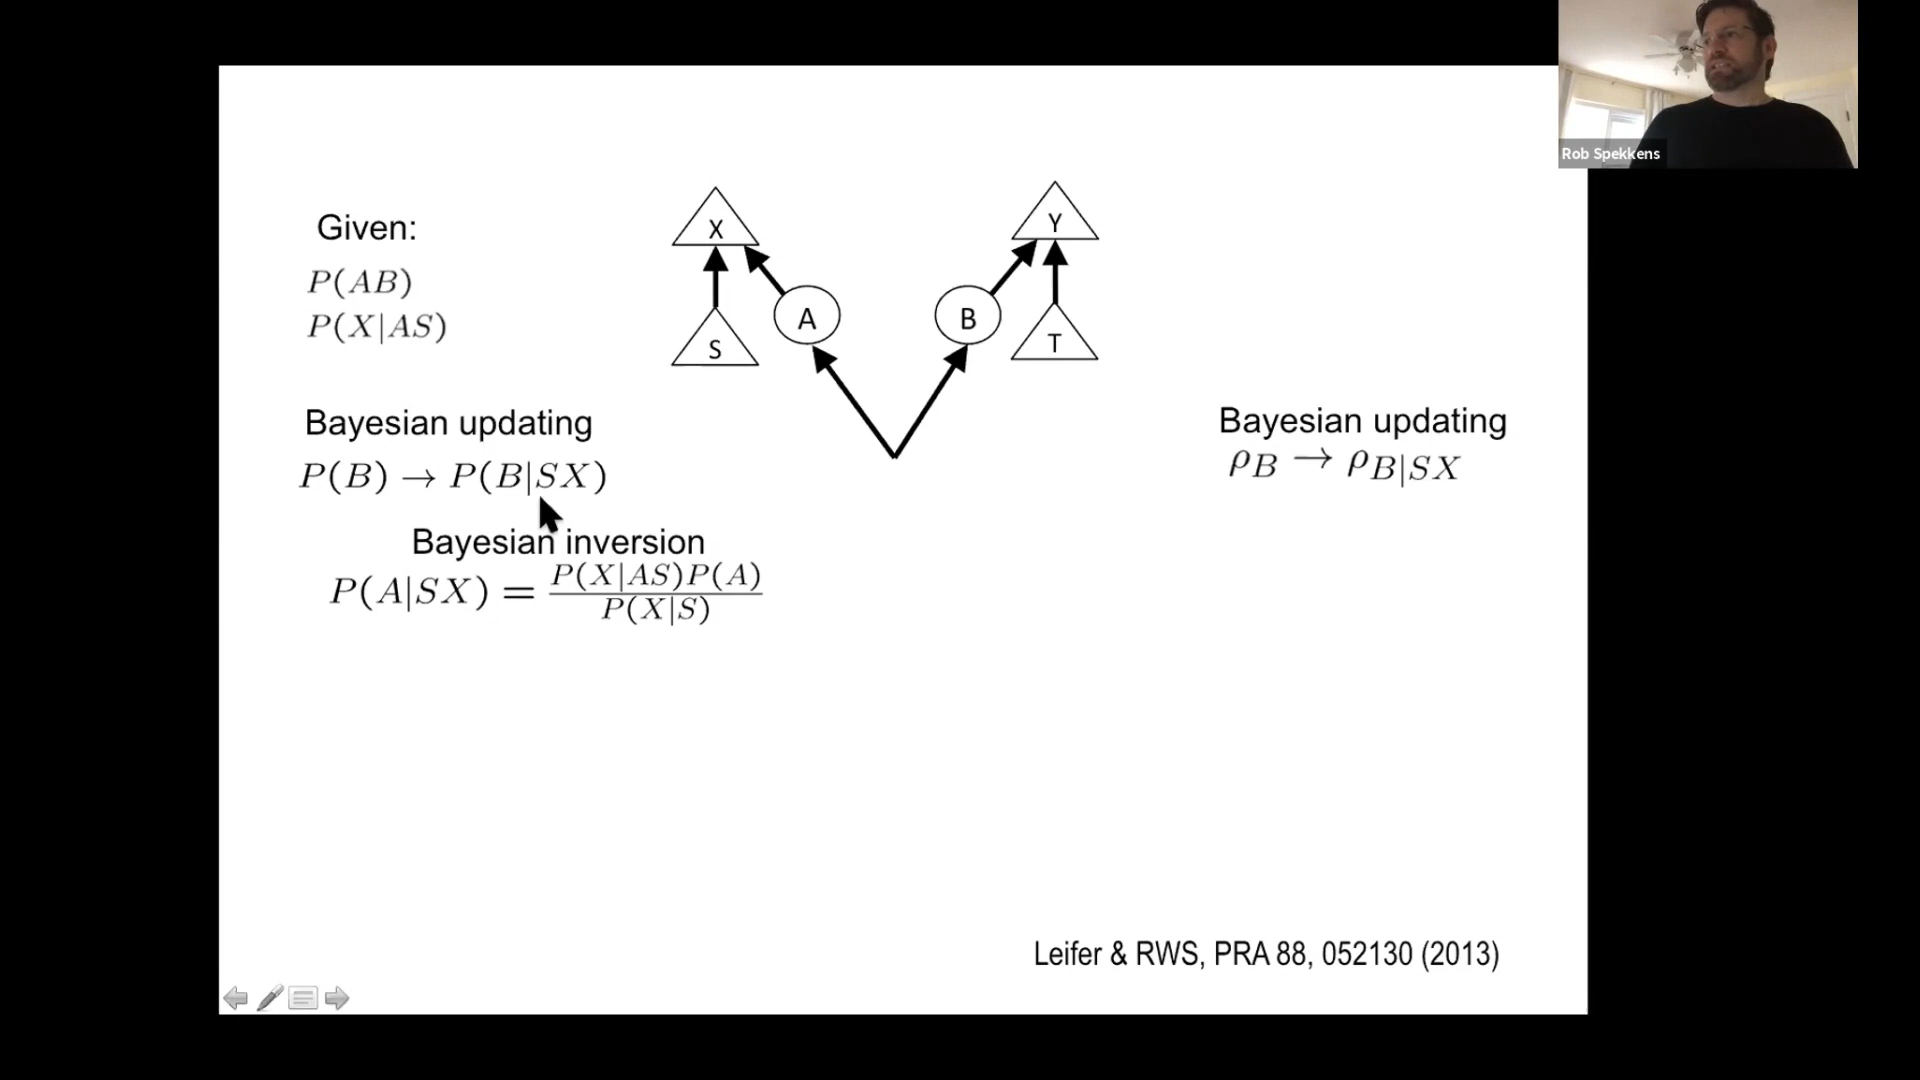 Rob Spekkens
Given:
P(AB)
P(X|AS)
X
Y
A
B
S
T
Bayesian updating
P(B) → P(B|SX)
Bayesian inversion
P(A|SX) = P(X|AS)P(A) / P(X|S)
Bayesian updating
ρ_B → ρ_{B|SX}
Leifer & RWS, PRA 88, 052130 (2013)